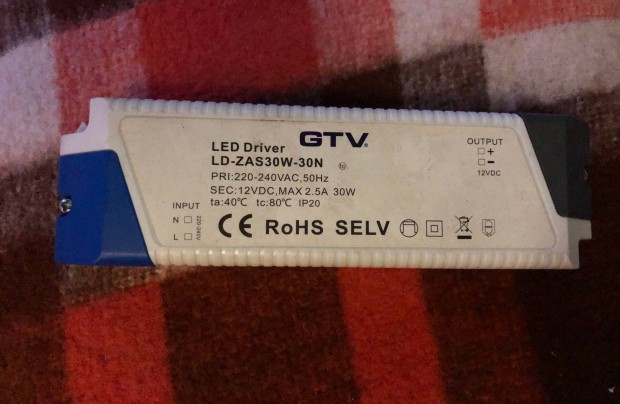 GTV®
LED Driver
LD-ZAS30W-30N
PRI:220-240VAC,50Hz
SEC:12VDC,MAX 2.5A 30W
ta:40℃ tc:80℃ IP20
CE RoHS SELV
INPUT
N
L
OUTPUT
+
-
12VDC